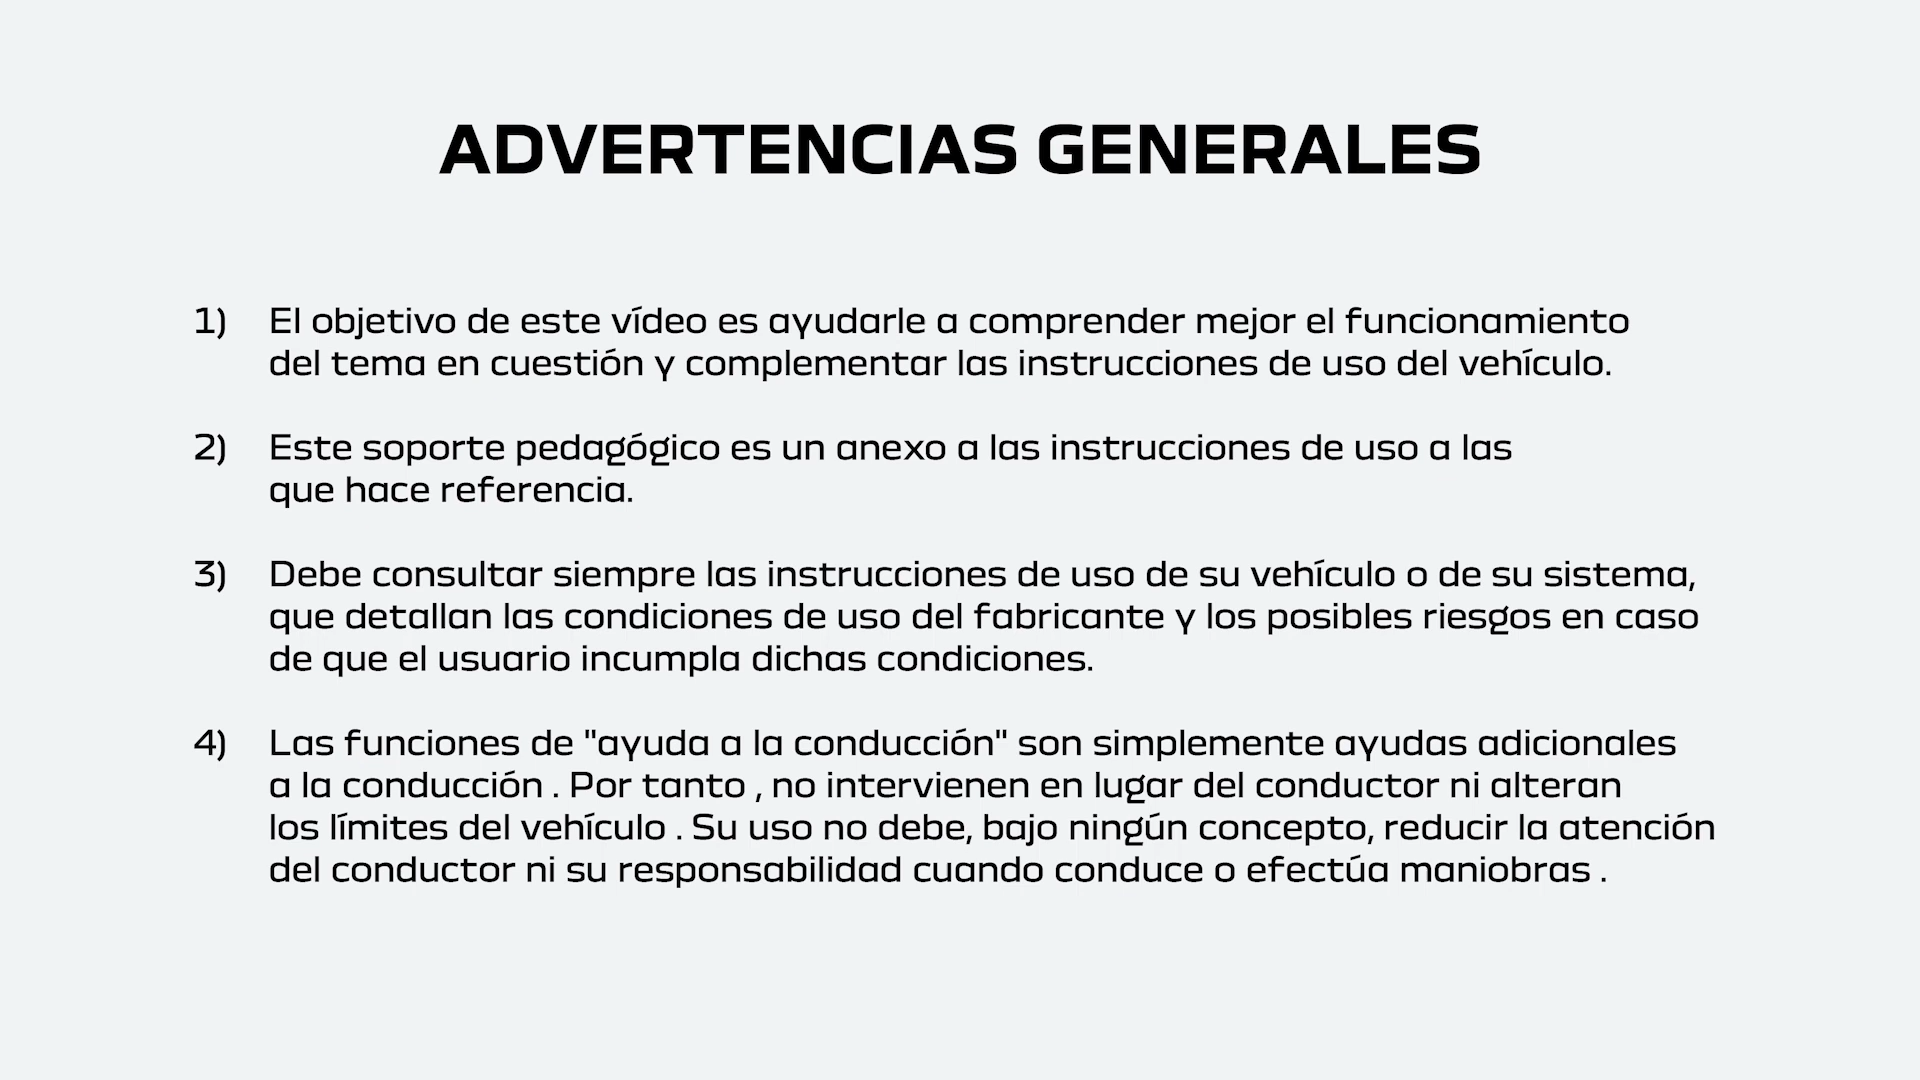 ADVERTENCIAS GENERALES
1) El objetivo de este vídeo es ayudarle a comprender mejor el funcionamiento
del tema en cuestión y complementar las instrucciones de uso del vehículo.
2) Este soporte pedagógico es un anexo a las instrucciones de uso a las
que hace referencia.
3) Debe consultar siempre las instrucciones de uso de su vehículo o de su sistema,
que detallan las condiciones de uso del fabricante y los posibles riesgos en caso
de que el usuario incumpla dichas condiciones.
4) Las funciones de "ayuda a la conducción" son simplemente ayudas adicionales
a la conducción . Por tanto , no intervienen en lugar del conductor ni alteran
los límites del vehículo . Su uso no debe, bajo ningún concepto, reducir la atención
del conductor ni su responsabilidad cuando conduce o efectúa maniobras .